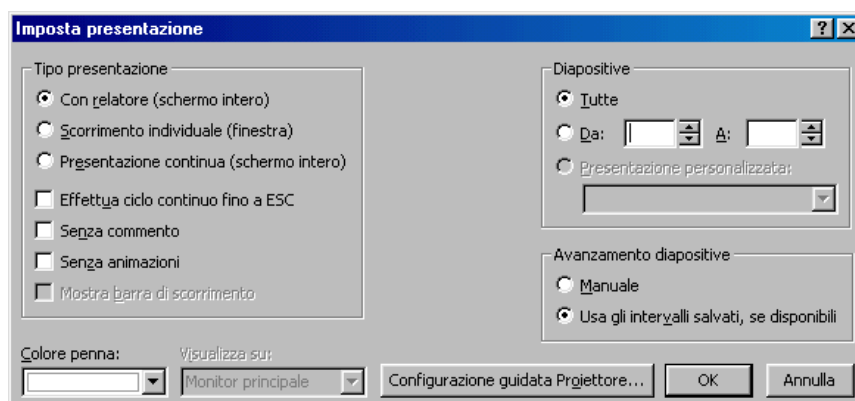 Imposta presentazione
Tipo presentazione
Con relatore (schermo intero)
Scorrimento individuale (finestra)
Presentazione continua (schermo intero)
Effettua ciclo continuo fino a ESC
Senza commento
Senza animazioni
Mostra barra di scorrimento
Diapositive
Tutte
Da: A:
Presentazione personalizzata:
Avanzamento diapositive
Manuale
Usa gli intervalli salvati, se disponibili
Colore penna: Visualizza su:
Monitor principale Configurazione guidata Proiettore... OK Annulla